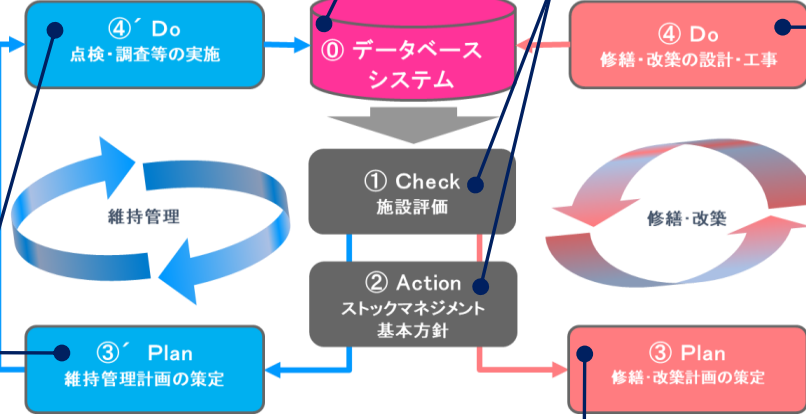 ④´ Do
点検・調査等の実施
⓪ データベース
システム
④ Do
修繕・改築の設計・工事
① Check
施設評価
維持管理
修繕・改築
② Action
ストックマネジメント
基本方針
③´ Plan
維持管理計画の策定
③ Plan
修繕・改築計画の策定